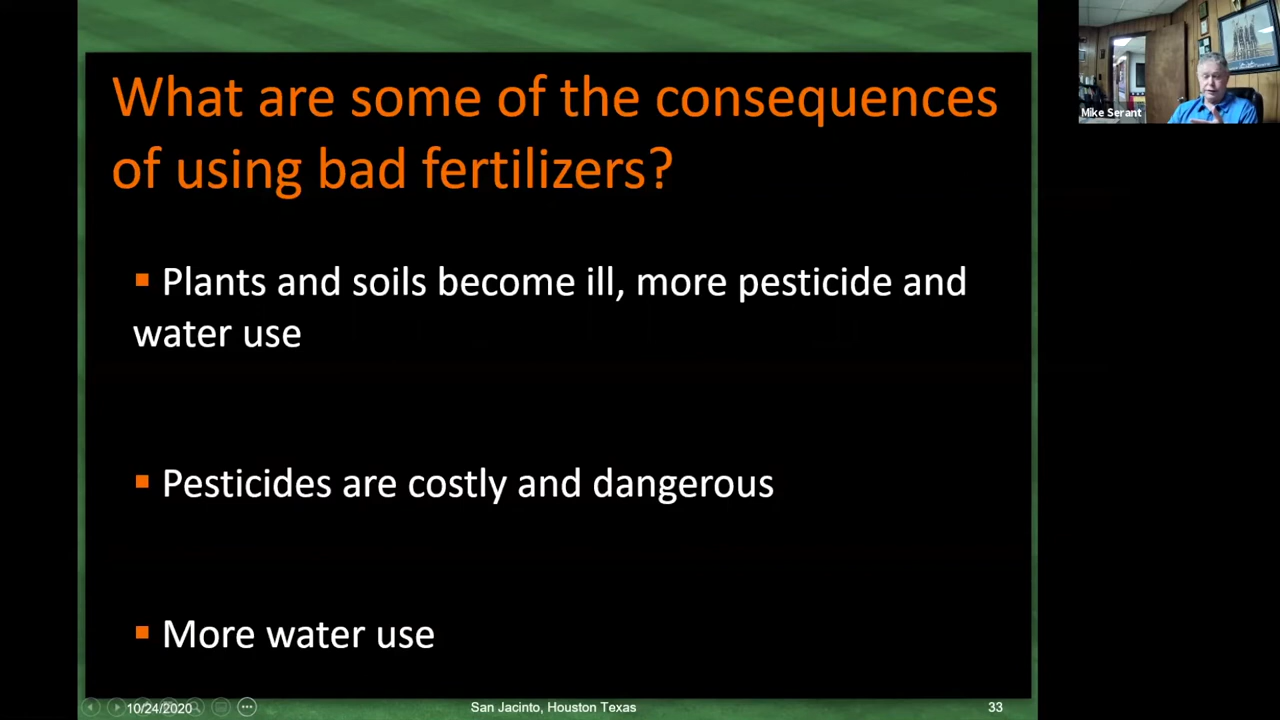 What are some of the consequences
of using bad fertilizers?
Mike Serant
▪ Plants and soils become ill, more pesticide and
water use
▪ Pesticides are costly and dangerous
▪ More water use
10/24/2020
San Jacinto, Houston Texas
33